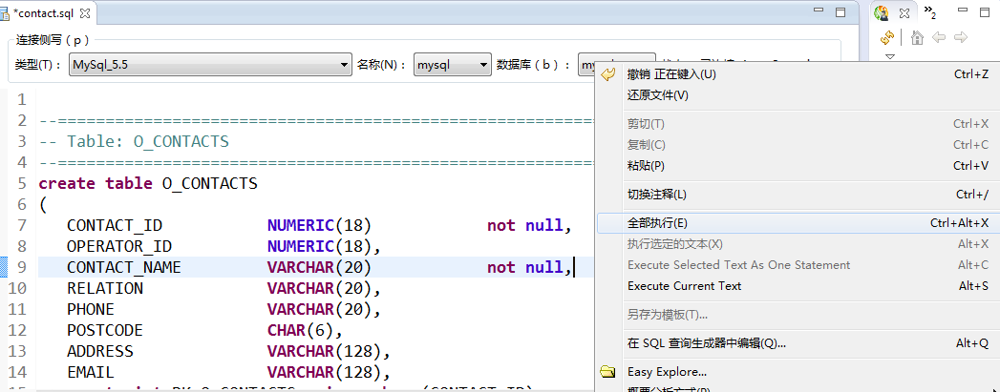 *contact.sql
»2
连接侧写（p）
类型(T)： MySql_5.5 名称(N)： mysql 数据库（b）：
1
2 --==========================================================
3 -- Table: O_CONTACTS
4 --==========================================================
5 create table O_CONTACTS
6 (
7 CONTACT_ID NUMERIC(18) not null,
8 OPERATOR_ID NUMERIC(18),
9 CONTACT_NAME VARCHAR(20) not null,
10 RELATION VARCHAR(20),
11 PHONE VARCHAR(20),
12 POSTCODE CHAR(6),
13 ADDRESS VARCHAR(128),
14 EMAIL VARCHAR(128),
撤销 正在键入(U) Ctrl+Z
还原文件(V)
剪切(T) Ctrl+X
复制(C) Ctrl+C
粘贴(P) Ctrl+V
切换注释(L) Ctrl+/
全部执行(E) Ctrl+Alt+X
执行选定的文本(X) Alt+X
Execute Selected Text As One Statement Alt+C
Execute Current Text Alt+S
另存为模板(T)...
在 SQL 查询生成器中编辑(Q)... Alt+Q
Easy Explore...